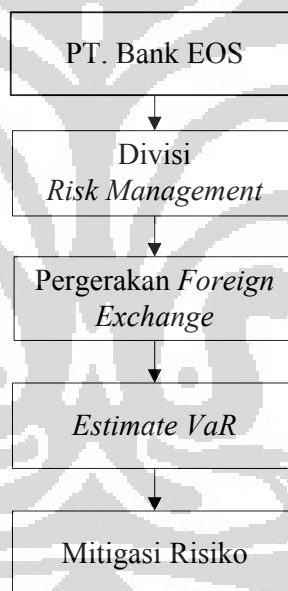 PT. Bank EOS
Divisi
Risk Management
Pergerakan Foreign
Exchange
Estimate VaR
Mitigasi Risiko